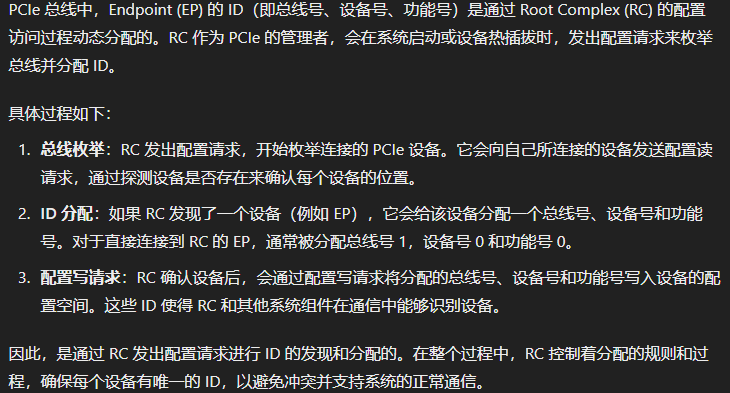 PCIe 总线中，Endpoint (EP) 的 ID（即总线号、设备号、功能号）是通过 Root Complex (RC) 的配置
访问过程动态分配的。RC 作为 PCIe 的管理者，会在系统启动或设备热插拔时，发出配置请求来枚举
总线并分配 ID。
具体过程如下：
1. 总线枚举：RC 发出配置请求，开始枚举连接的 PCIe 设备。它会向自己所连接的设备发送配置读
请求，通过探测设备是否存在来确认每个设备的位置。
2. ID 分配：如果 RC 发现了一个设备（例如 EP），它会给该设备分配一个总线号、设备号和功能
号。对于直接连接到 RC 的 EP，通常被分配总线号 1，设备号 0 和功能号 0。
3. 配置写请求：RC 确认设备后，会通过配置写请求将分配的总线号、设备号和功能号写入设备的配
置空间。这些 ID 使得 RC 和其他系统组件在通信中能够识别设备。
因此，是通过 RC 发出配置请求进行 ID 的发现和分配的。在整个过程中，RC 控制着分配的规则和过
程，确保每个设备有唯一的 ID，以避免冲突并支持系统的正常通信。